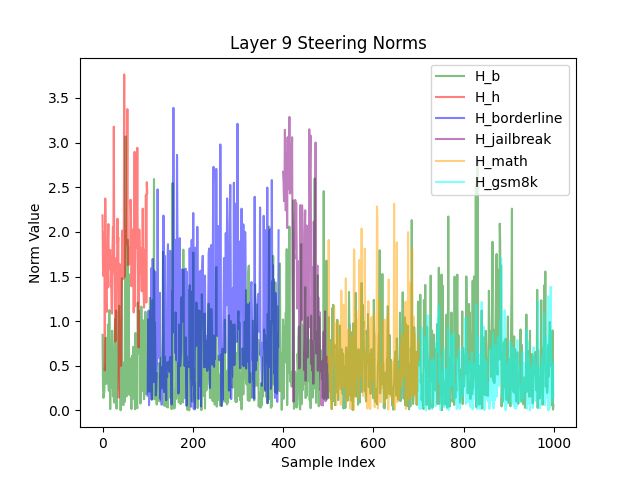 Layer 9 Steering Norms
H_b
H_h
H_borderline
H_jailbreak
H_math
H_gsm8k
3.5
3.0
2.5
2.0
1.5
1.0
0.5
0.0
Norm Value
0 200 400 600 800 1000
Sample Index